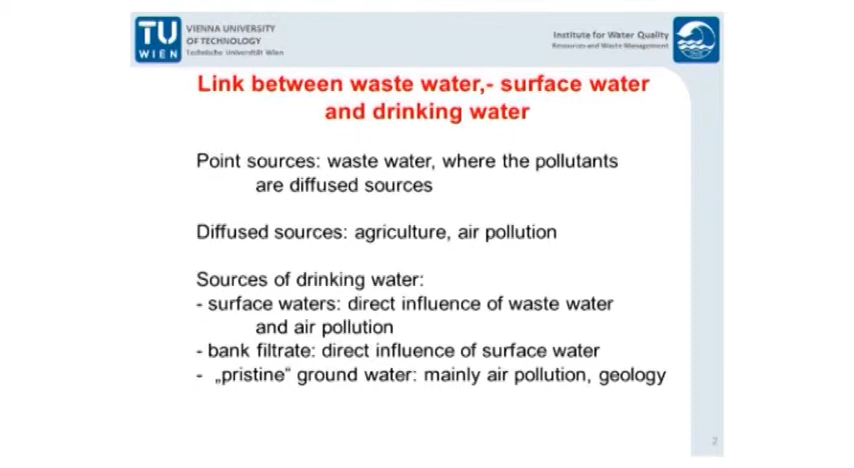 TU
WIEN
VIENNA UNIVERSITY
OF TECHNOLOGY
Technische Universität Wien
Institute for Water Quality
Resources and Waste Management
Link between waste water,- surface water
and drinking water
Point sources: waste water, where the pollutants
are diffused sources
Diffused sources: agriculture, air pollution
Sources of drinking water:
- surface waters: direct influence of waste water
and air pollution
- bank filtrate: direct influence of surface water
- „pristine“ ground water: mainly air pollution, geology
2